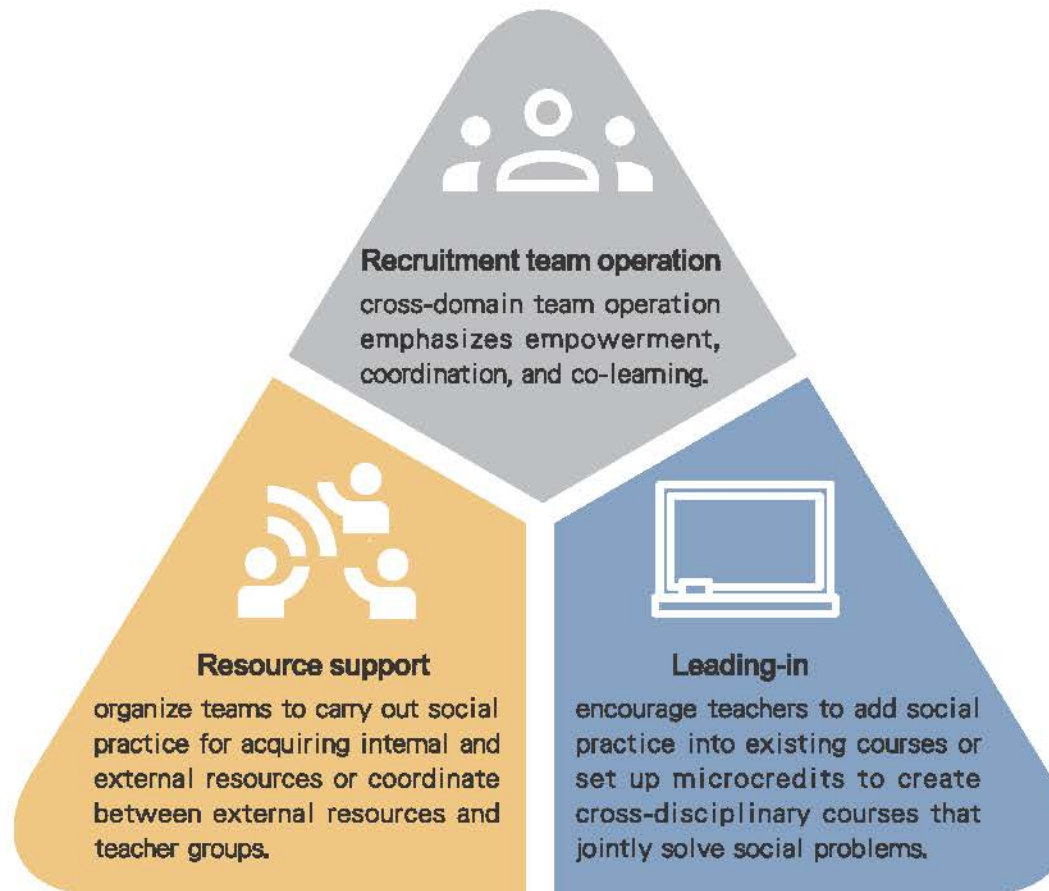 Recruitment team operation
cross-domain team operation
emphasizes empowerment,
coordination, and co-learning.
Resource support
organize teams to carry out social
practice for acquiring internal and
external resources or coordinate
between external resources and
teacher groups.
Leading-in
encourage teachers to add social
practice into existing courses or
set up microcredits to create
cross-disciplinary courses that
jointly solve social problems.